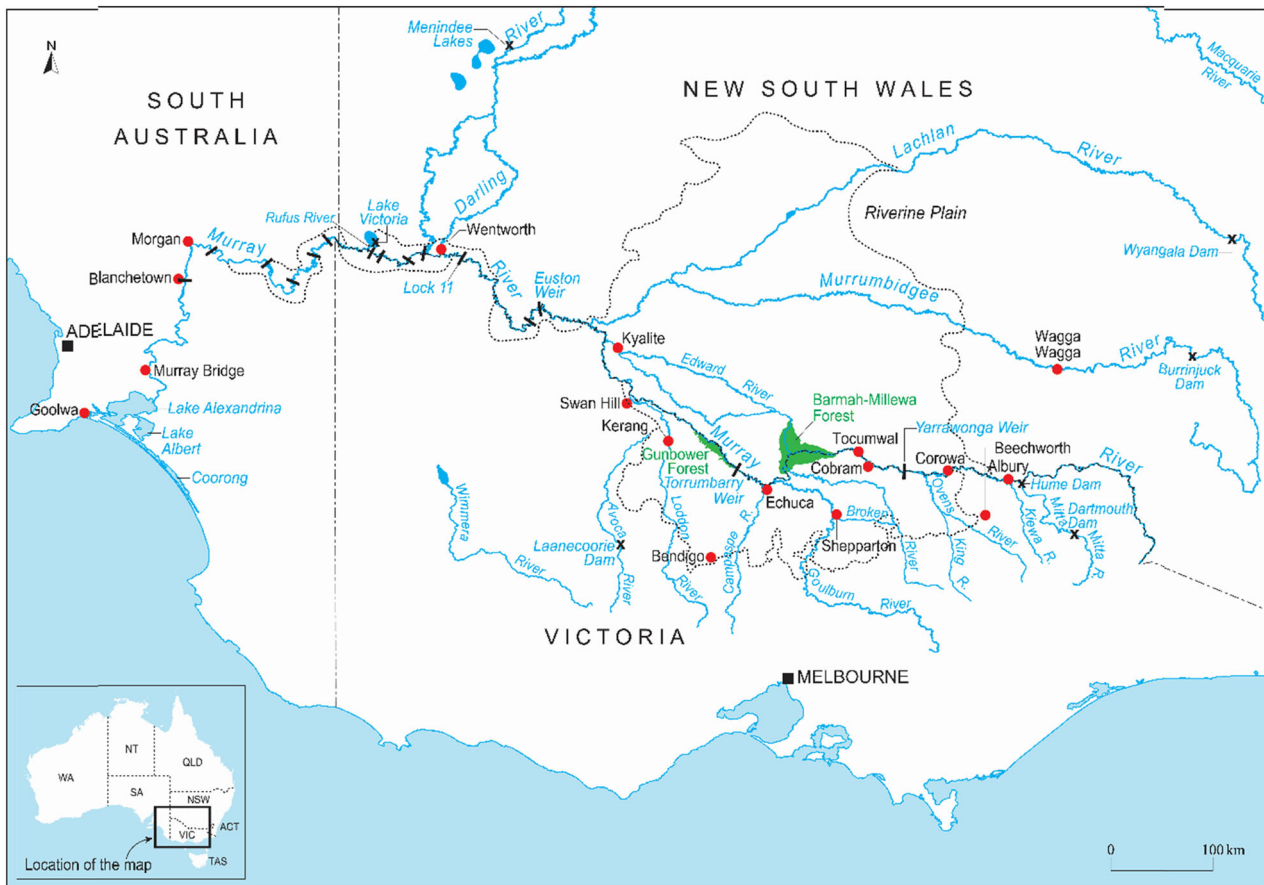 Menindee
Lakes
River
Macquarie
River
N
SOUTH
AUSTRALIA
NEW SOUTH WALES
Lachlan
River
Darling
Riverine Plain
Lake
Victoria
Rufus River
Wentworth
Morgan
Murray
River
Wyangala Dam
Blanchetown
Lock 11
Euston
Weir
Murrumbidgee
River
ADELAIDE
Kyalite
Wagga
Wagga
Burrinjuck
Dam
Murray Bridge
Edward
River
Goolwa
Lake Alexandrina
Swan Hill
Barmah-Millewa
Forest
Lake
Albert
Kerang
Murray
Tocumwal
Yarrawonga Weir
Beechworth
Gunbower
Forest
Cobram
Corowa
Albury
River
Coorong
Torrumbarry
Weir
Hume Dam
Echuca
Ovens
Kiewa R.
Mitta
Mitta R.
Dartmouth
Dam
Wimmera
River
Avoca
River
Loddon
River
Campaspe R.
Broken
River
Shepparton
King R.
River
Laanecoorie
Dam
Bendigo
Goulburn
River
VICTORIA
MELBOURNE
NT
WA
QLD
SA
NSW
ACT
VIC
TAS
Location of the map
0 100 km